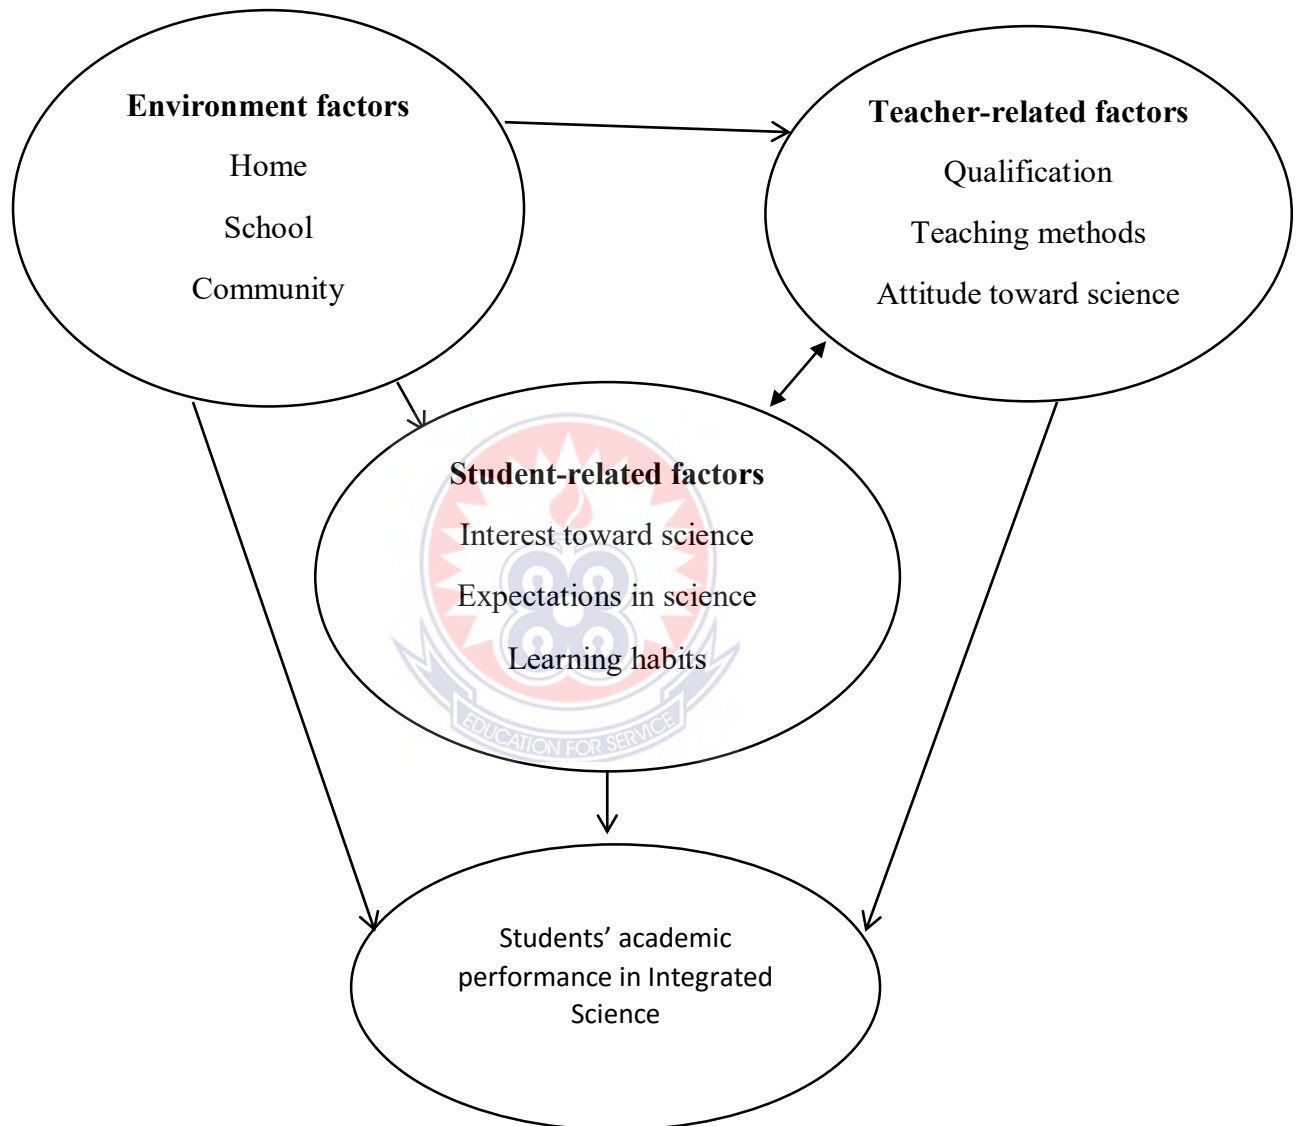 Environment factors
Home
School
Community
Teacher-related factors
Qualification
Teaching methods
Attitude toward science
Student-related factors
Interest toward science
Expectations in science
Learning habits
EDUCATION FOR SERVICE
Students’ academic
performance in Integrated
Science